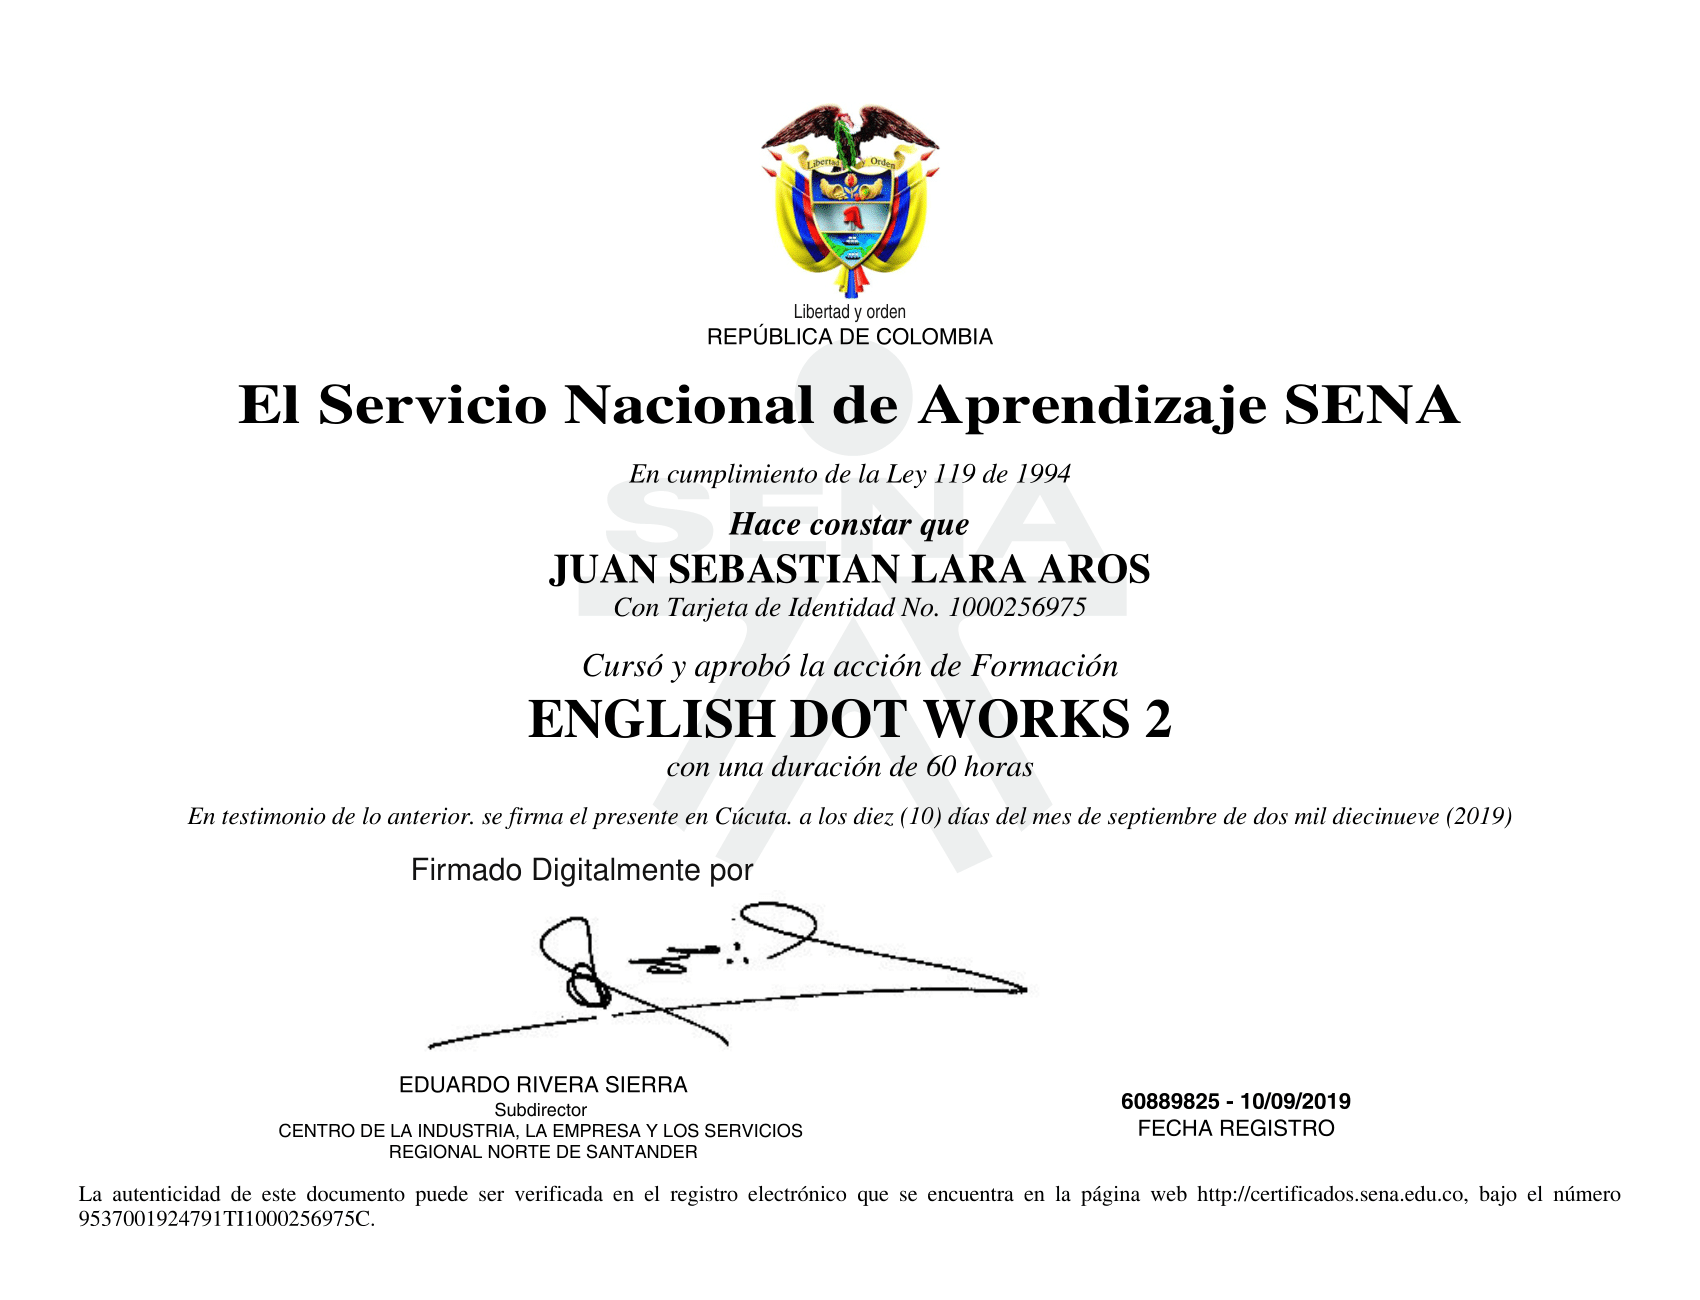 Libertad y Orden
Libertad y orden
REPÚBLICA DE COLOMBIA
El Servicio Nacional de Aprendizaje SENA
En cumplimiento de la Ley 119 de 1994
SENA
Hace constar que
JUAN SEBASTIAN LARA AROS
Con Tarjeta de Identidad No. 1000256975
Cursó y aprobó la acción de Formación
ENGLISH DOT WORKS 2
con una duración de 60 horas
En testimonio de lo anterior. se firma el presente en Cúcuta. a los diez (10) días del mes de septiembre de dos mil diecinueve (2019)
Firmado Digitalmente por
EDUARDO RIVERA SIERRA
Subdirector
CENTRO DE LA INDUSTRIA, LA EMPRESA Y LOS SERVICIOS
REGIONAL NORTE DE SANTANDER
60889825 - 10/09/2019
FECHA REGISTRO
La autenticidad de este documento puede ser verificada en el registro electrónico que se encuentra en la página web http://certificados.sena.edu.co, bajo el número
9537001924791TI1000256975C.